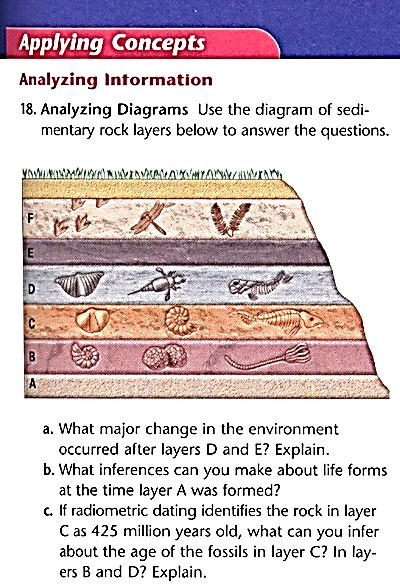 Applying Concepts
Analyzing Information
18. Analyzing Diagrams Use the diagram of sedi-
mentary rock layers below to answer the questions.
F
E
D
C
B
A
a. What major change in the environment
occurred after layers D and E? Explain.
b. What inferences can you make about life forms
at the time layer A was formed?
c. If radiometric dating identifies the rock in layer
C as 425 million years old, what can you infer
about the age of the fossils in layer C? In lay-
ers B and D? Explain.